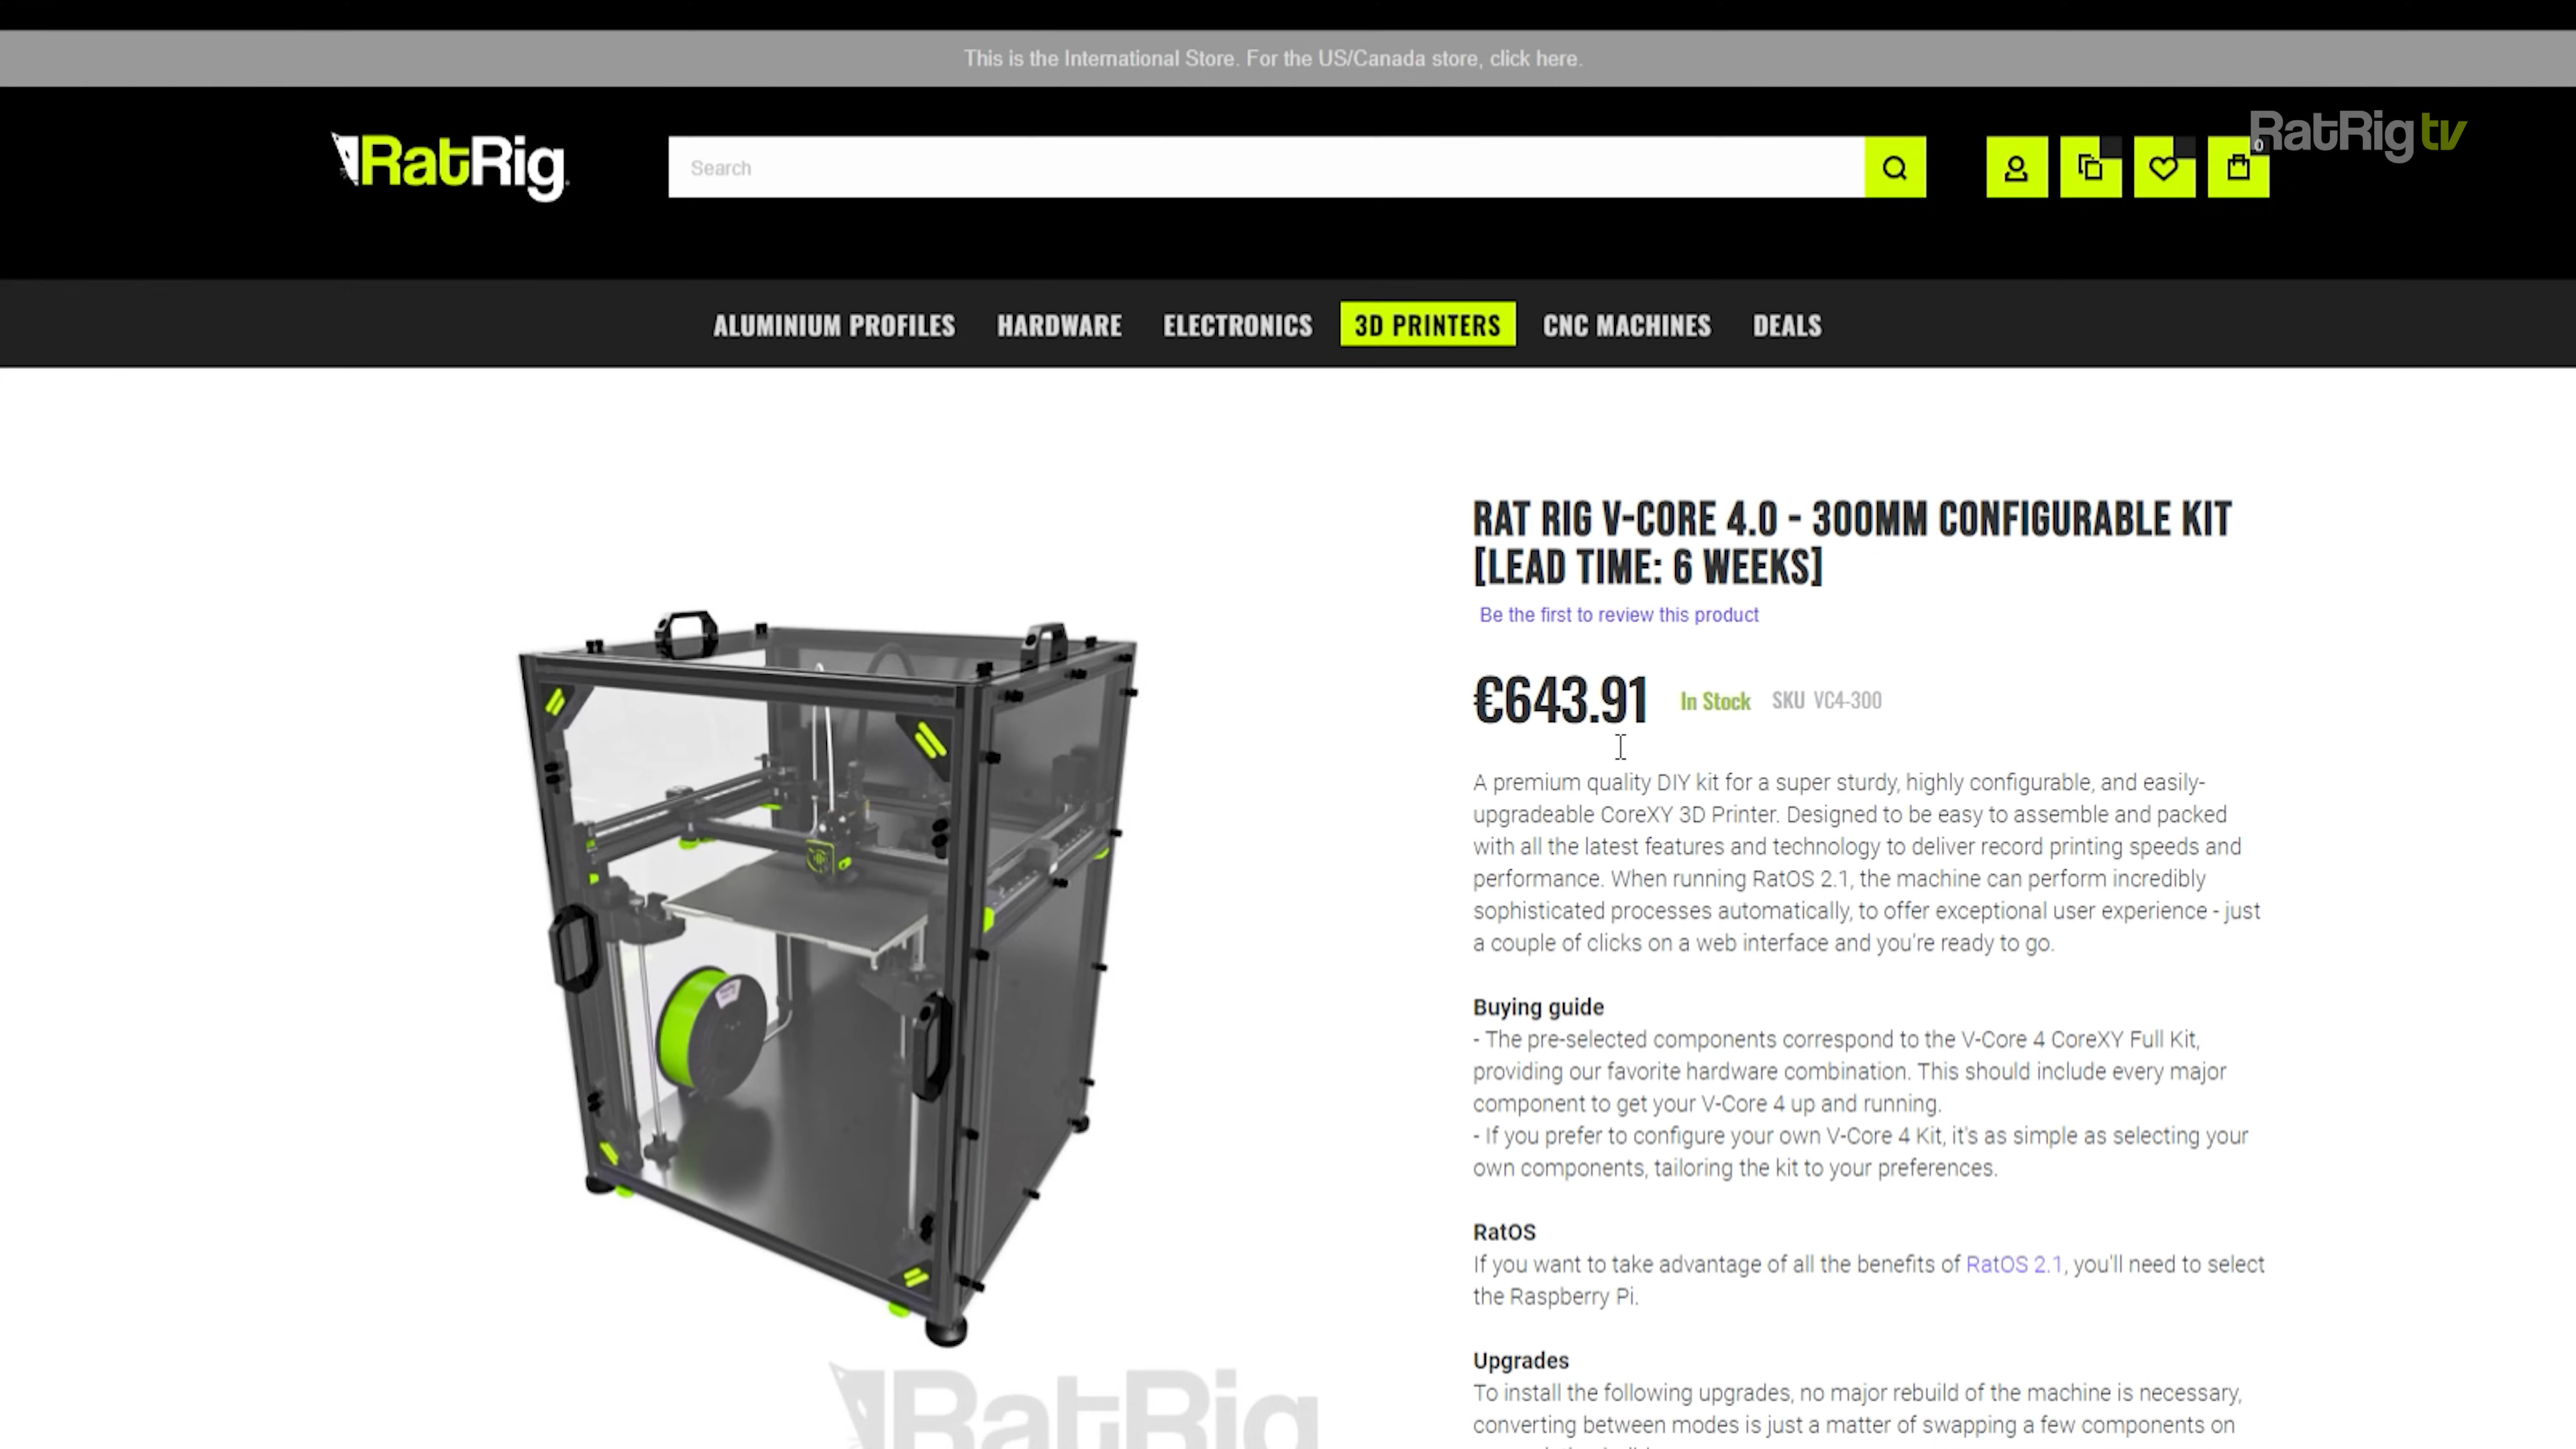 This is the International Store. For the US/Canada store, click here.
RatRig
Search
0
RatRig tv
ALUMINIUM PROFILES HARDWARE ELECTRONICS 3D PRINTERS CNC MACHINES DEALS
RAT RIG V-CORE 4.0 - 300MM CONFIGURABLE KIT
[LEAD TIME: 6 WEEKS]
Be the first to review this product
€643.91 In Stock SKU VC4-300
A premium quality DIY kit for a super sturdy, highly configurable, and easily-
upgradeable CoreXY 3D Printer. Designed to be easy to assemble and packed
with all the latest features and technology to deliver record printing speeds and
performance. When running RatOS 2.1, the machine can perform incredibly
sophisticated processes automatically, to offer exceptional user experience - just
a couple of clicks on a web interface and you're ready to go.
Buying guide
- The pre-selected components correspond to the V-Core 4 CoreXY Full Kit,
providing our favorite hardware combination. This should include every major
component to get your V-Core 4 up and running.
- If you prefer to configure your own V-Core 4 Kit, it's as simple as selecting your
own components, tailoring the kit to your preferences.
RatOS
If you want to take advantage of all the benefits of RatOS 2.1, you'll need to select
the Raspberry Pi.
Upgrades
To install the following upgrades, no major rebuild of the machine is necessary,
converting between modes is just a matter of swapping a few components on
RatRig